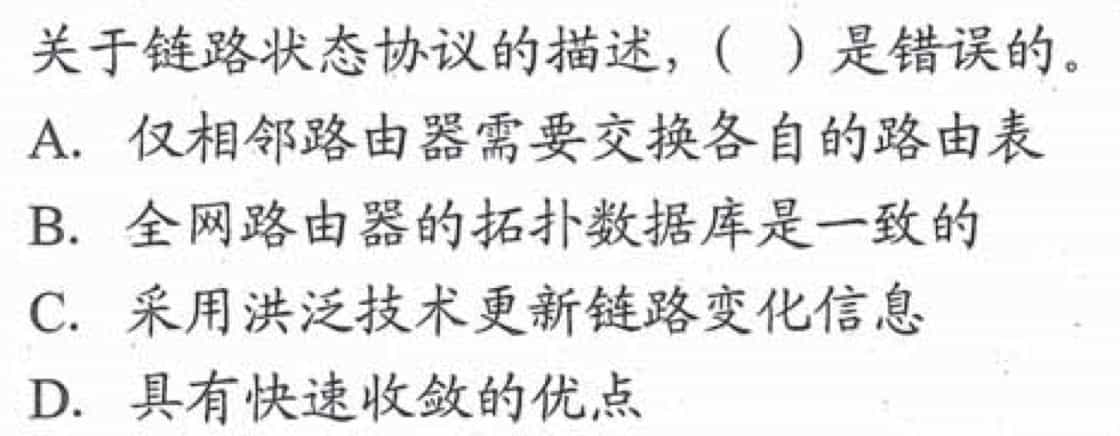 关于链路状态协议的描述，（ ）是错误的。
A. 仅相邻路由器需要交换各自的路由表
B. 全网路由器的拓扑数据库是一致的
C. 采用洪泛技术更新链路变化信息
D. 具有快速收敛的优点